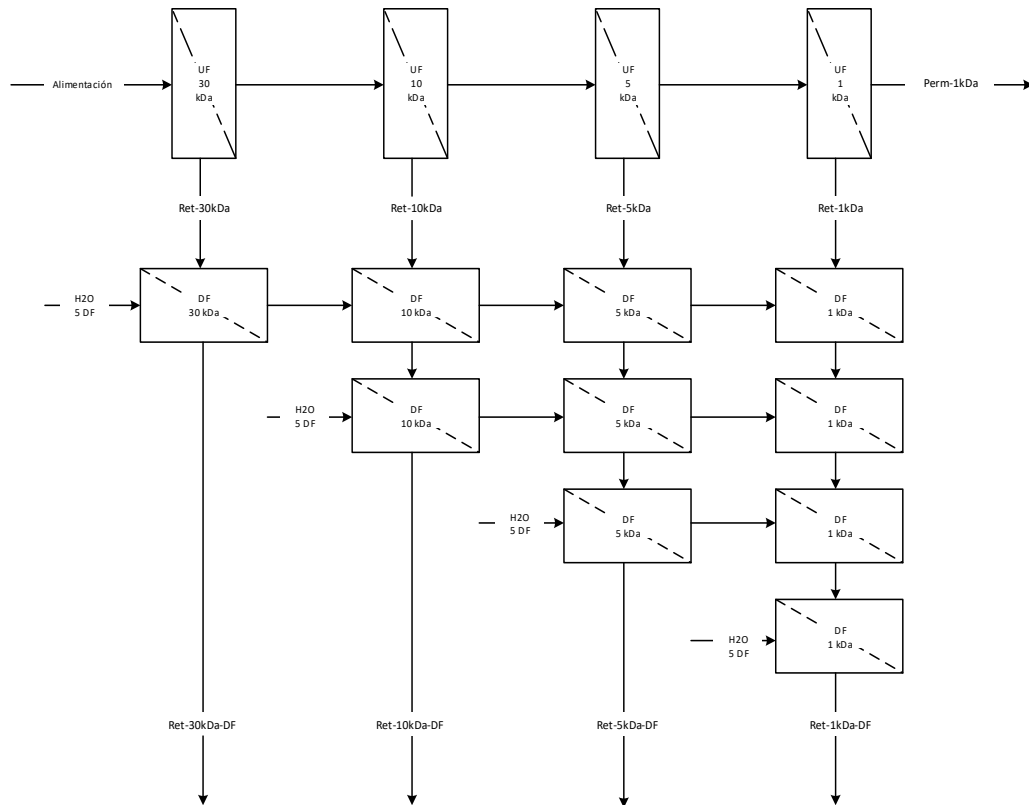 UF
30
kDa
UF
10
kDa
UF
5
kDa
UF
1
kDa
Alimentación
Perm-1kDa
Ret-30kDa
Ret-10kDa
Ret-5kDa
Ret-1kDa
H2O
5 DF
DF
30 kDa
DF
10 kDa
DF
5 kDa
DF
1 kDa
H2O
5 DF
DF
10 kDa
DF
5 kDa
DF
1 kDa
H2O
5 DF
DF
5 kDa
DF
1 kDa
H2O
5 DF
DF
1 kDa
Ret-30kDa-DF
Ret-10kDa-DF
Ret-5kDa-DF
Ret-1kDa-DF